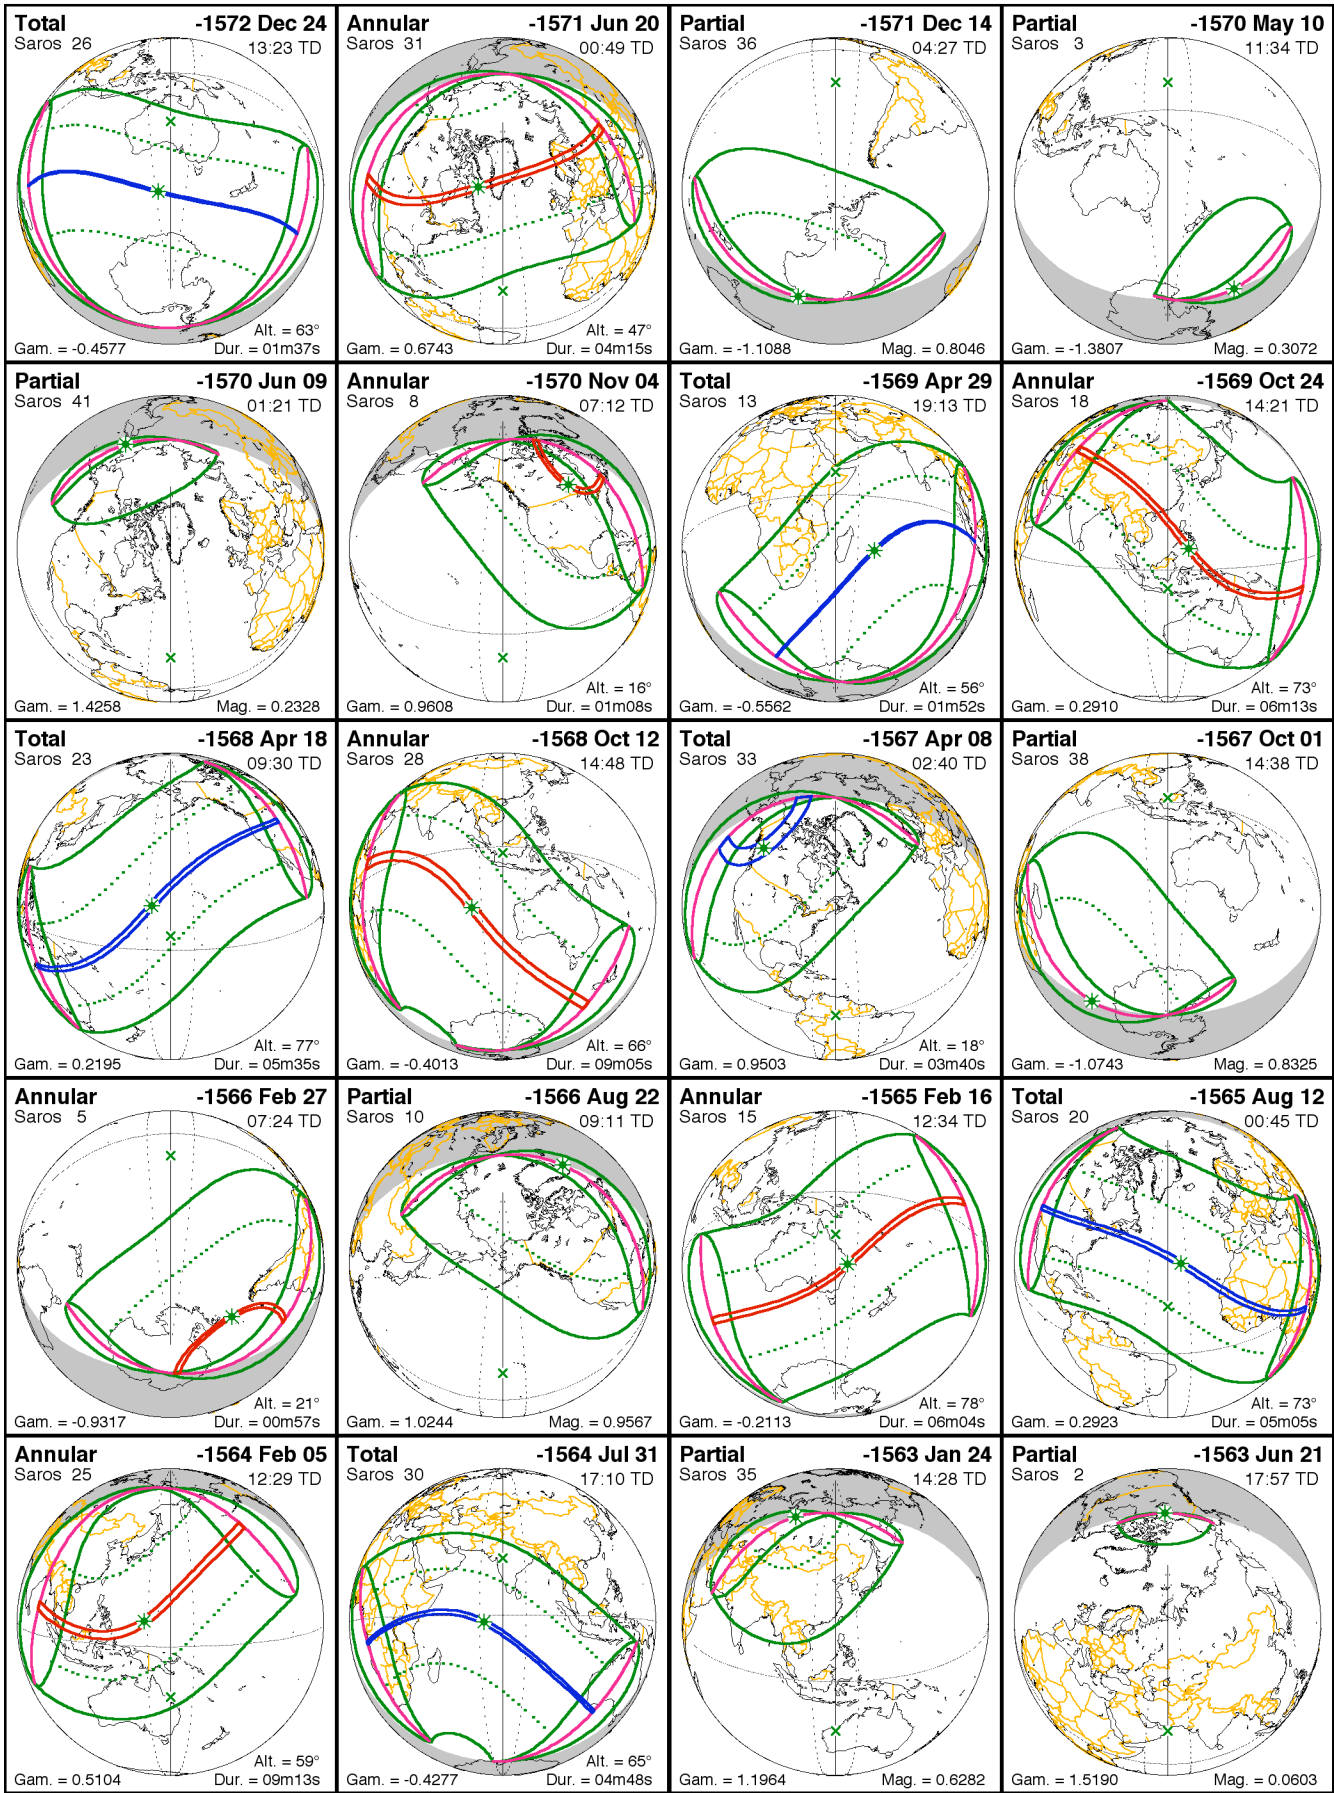 Total -1572 Dec 24
Saros 26 13:23 TD
Alt. = 63°
Gam. = -0.4577 Dur. = 01m37s
Annular -1571 Jun 20
Saros 31 00:49 TD
Alt. = 47°
Gam. = 0.6743 Dur. = 04m15s
Partial -1571 Dec 14
Saros 36 04:27 TD
Gam. = -1.1088 Mag. = 0.8046
Partial -1570 May 10
Saros 3 11:34 TD
Gam. = -1.3807 Mag. = 0.3072
Partial -1570 Jun 09
Saros 41 01:21 TD
Gam. = 1.4258 Mag. = 0.2328
Annular -1570 Nov 04
Saros 8 07:12 TD
Alt. = 16°
Gam. = 0.9608 Dur. = 01m08s
Total -1569 Apr 29
Saros 13 19:13 TD
Alt. = 56°
Gam. = -0.5562 Dur. = 01m52s
Annular -1569 Oct 24
Saros 18 14:21 TD
Alt. = 73°
Gam. = 0.2910 Dur. = 06m13s
Total -1568 Apr 18
Saros 23 09:30 TD
Alt. = 77°
Gam. = 0.2195 Dur. = 05m35s
Annular -1568 Oct 12
Saros 28 14:48 TD
Alt. = 66°
Gam. = -0.4013 Dur. = 09m05s
Total -1567 Apr 08
Saros 33 02:40 TD
Alt. = 18°
Gam. = 0.9503 Dur. = 03m40s
Partial -1567 Oct 01
Saros 38 14:38 TD
Gam. = -1.0743 Mag. = 0.8325
Annular -1566 Feb 27
Saros 5 07:24 TD
Alt. = 21°
Gam. = -0.9317 Dur. = 00m57s
Partial -1566 Aug 22
Saros 10 09:11 TD
Gam. = 1.0244 Mag. = 0.9567
Annular -1565 Feb 16
Saros 15 12:34 TD
Alt. = 78°
Gam. = -0.2113 Dur. = 06m04s
Total -1565 Aug 12
Saros 20 00:45 TD
Alt. = 73°
Gam. = 0.2923 Dur. = 05m05s
Annular -1564 Feb 05
Saros 25 12:29 TD
Alt. = 59°
Gam. = 0.5104 Dur. = 09m13s
Total -1564 Jul 31
Saros 30 17:10 TD
Alt. = 65°
Gam. = -0.4277 Dur. = 04m48s
Partial -1563 Jan 24
Saros 35 14:28 TD
Gam. = 1.1964 Mag. = 0.6282
Partial -1563 Jun 21
Saros 2 17:57 TD
Gam. = 1.5190 Mag. = 0.0603